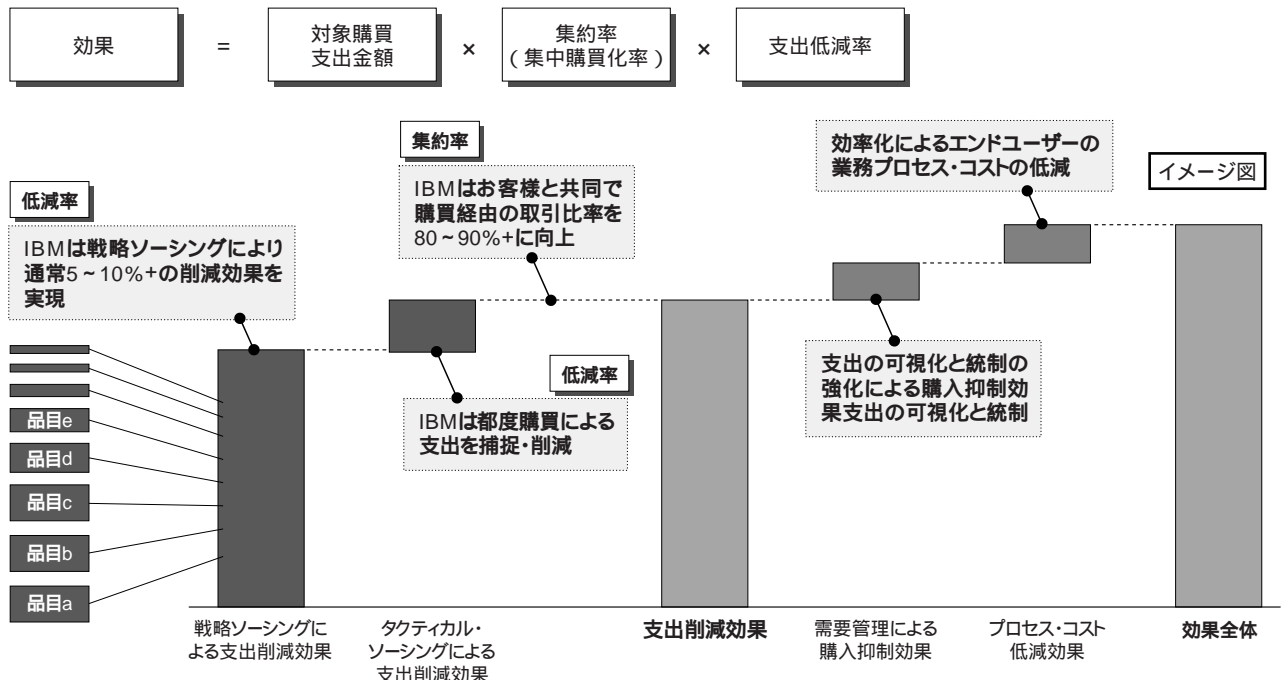 効果
=
対象購買
支出金額
×
集約率
(集中購買化率)
×
支出低減率
低減率
IBMは戦略ソーシングにより
通常5~10%+の削減効果を
実現
集約率
IBMはお客様と共同で
購買経由の取引比率を
80~90%+に向上
効率化によるエンドユーザーの
業務プロセス・コストの低減
イメージ図
低減率
IBMは都度購買による
支出を捕捉・削減
支出の可視化と統制の
強化による購入抑制効
果支出の可視化と統制
品目e
品目d
品目c
品目b
品目a
戦略ソーシングに
よる支出削減効果
タクティカル・
ソーシングによる
支出削減効果
支出削減効果
需要管理による
購入抑制効果
プロセス・コスト
低減効果
効果全体